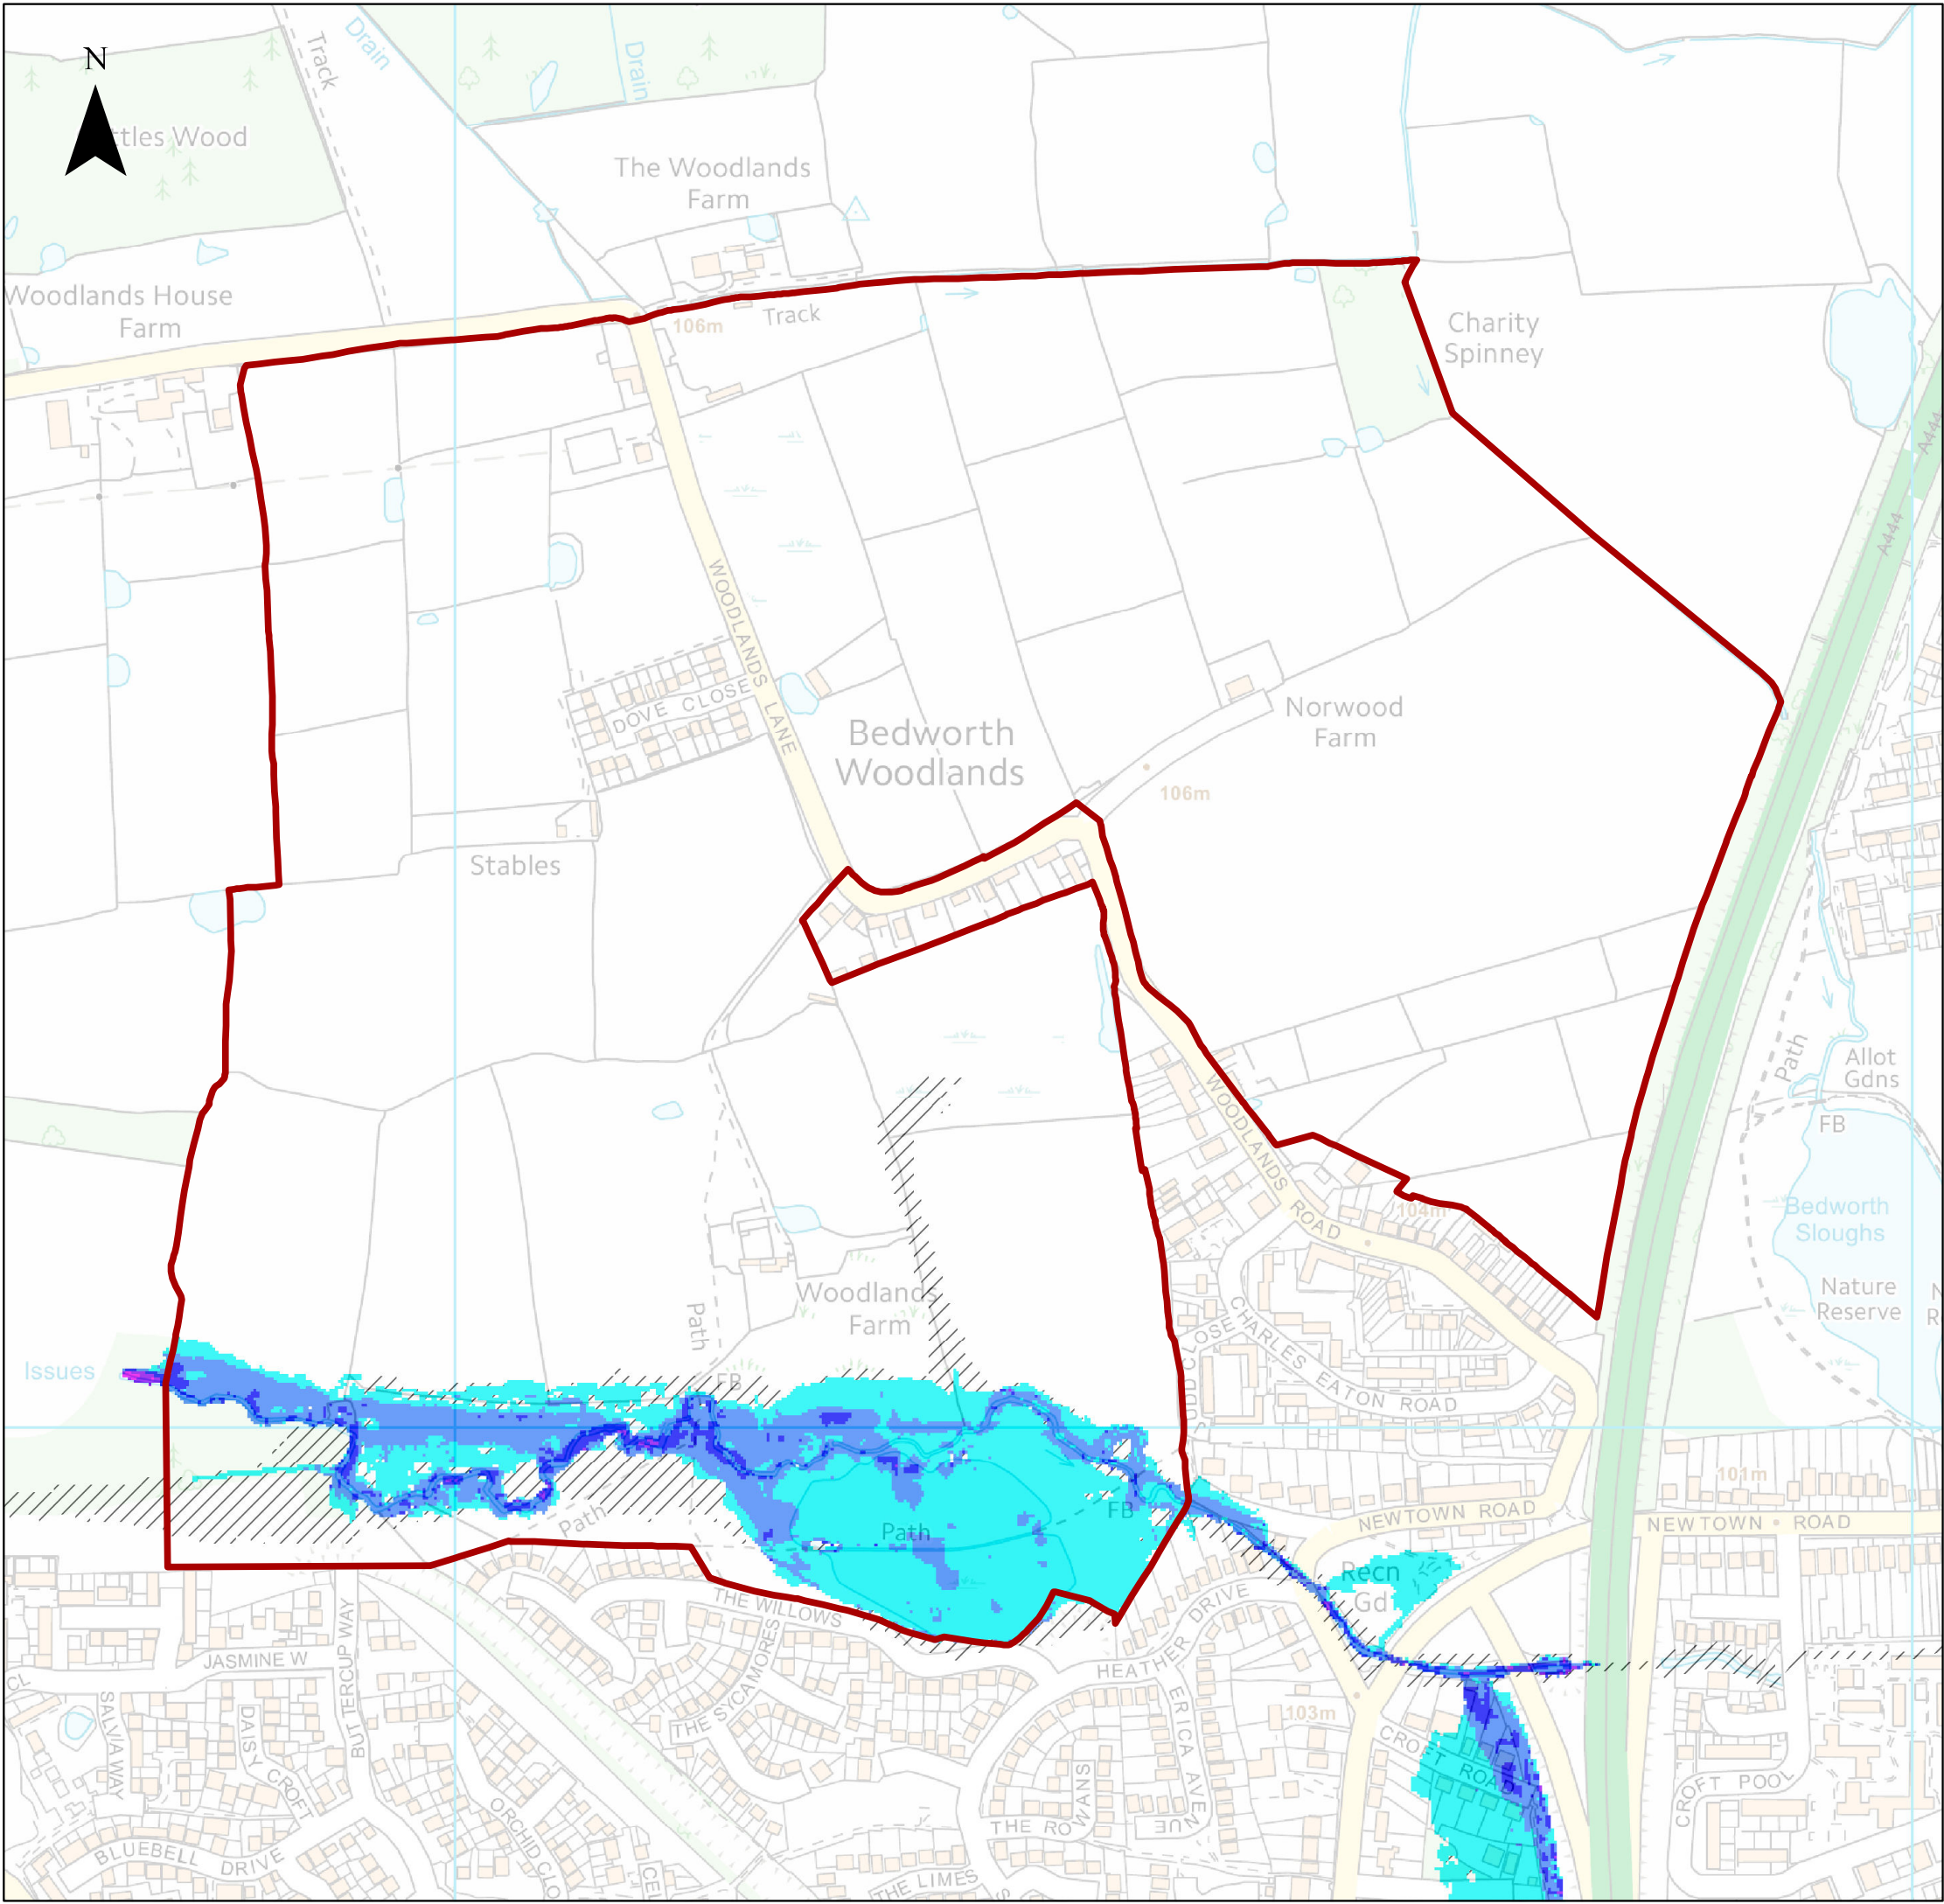 N
Track
Drain
Drain
ttles Wood
The Woodlands
Farm
Woodlands House
Farm
106m
Track
Charity
Spinney
A444
A444
WOODLANDS LANE
DOVE CLOSE
Bedworth
Woodlands
Norwood
Farm
106m
Stables
WOODLANDS ROAD
104m
Path
Allot
Gdns
FB
Bedworth
Sloughs
Nature
Reserve
N
R
Woodlands
Farm
Path
FB
Issues
CHARLES EATON ROAD
Path
Path
FB
NEWTOWN ROAD
NEWTOWN ROAD
101m
Recn
Gd
THE WILLOWS
JASMINE W
BUTTERCUP WAY
THE SYCAMORES
HEATHER DRIVE
ERICA AVENUE
103m
CROFT ROAD
CROFT POOL
CL
SALVIA WAY
DAISY CROFT
BLUEBELL DRIVE
ORCHID CLO
CEL
THE ROWANS
THE LIMES
S